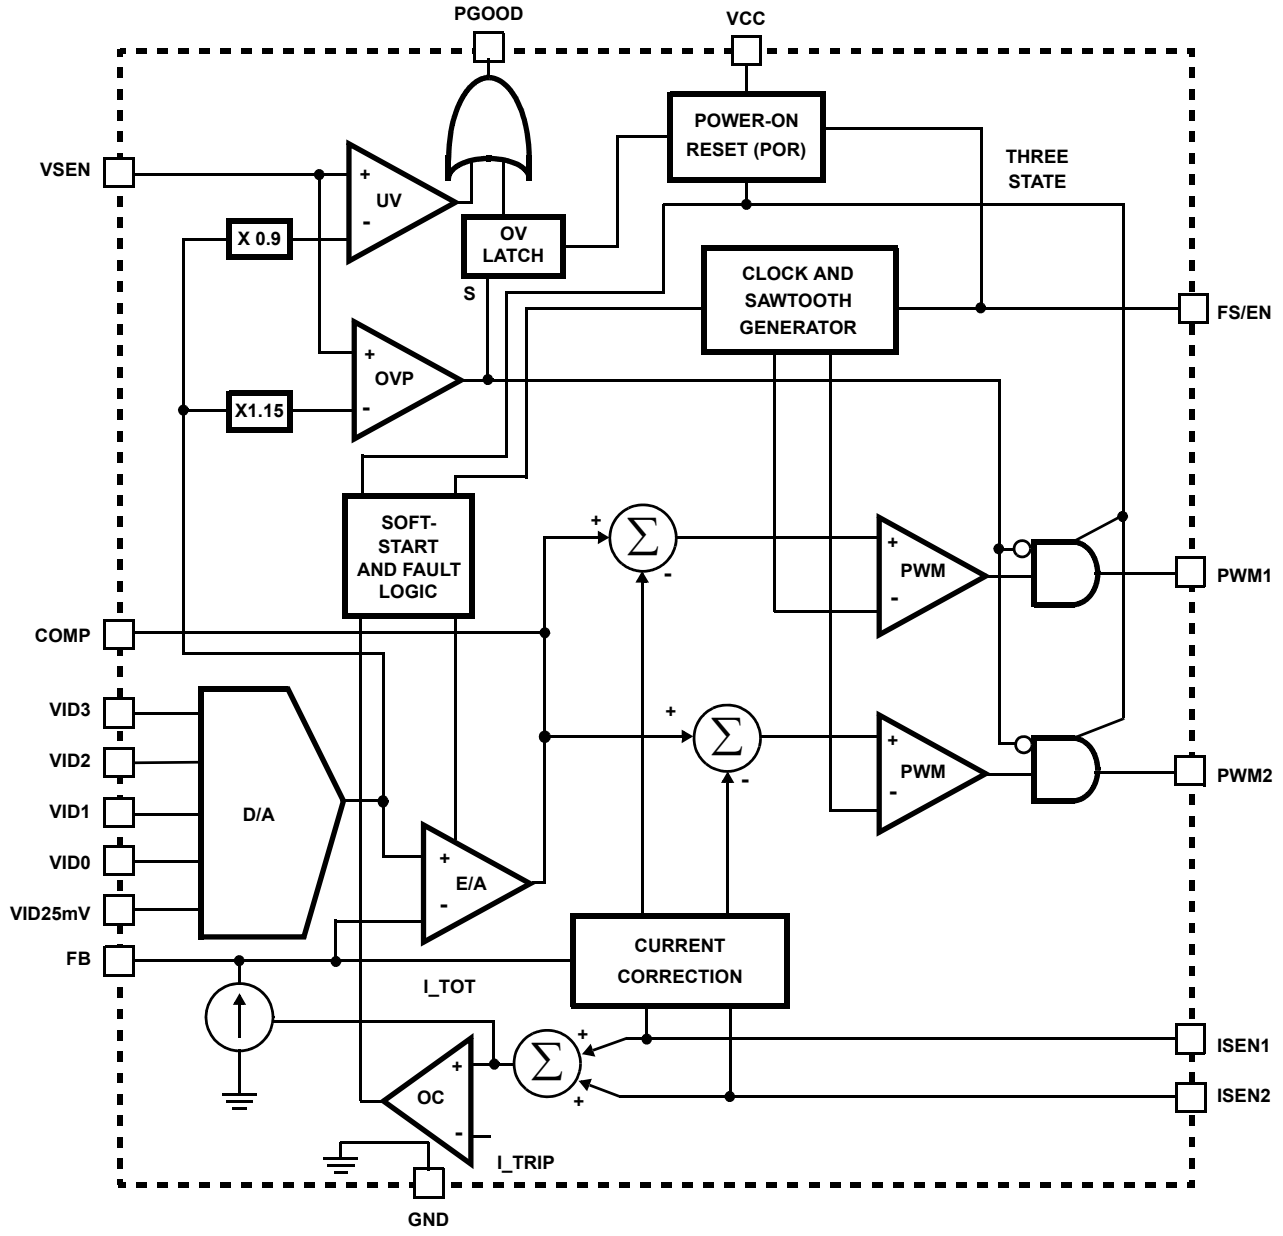 PGOOD
VCC
POWER-ON
RESET (POR)
THREE
STATE
VSEN
+
UV
-
X 0.9
OV
LATCH
S
CLOCK AND
SAWTOOTH
GENERATOR
FS/EN
+
OVP
-
X1.15
SOFT-
START
AND FAULT
LOGIC
+
Σ
-
+
PWM
-
PWM1
COMP
VID3
VID2
VID1
VID0
VID25mV
D/A
+
Σ
-
+
PWM
-
PWM2
+
E/A
-
FB
CURRENT
CORRECTION
I_TOT
+
Σ
+
ISEN1
ISEN2
+
OC
-
I_TRIP
GND